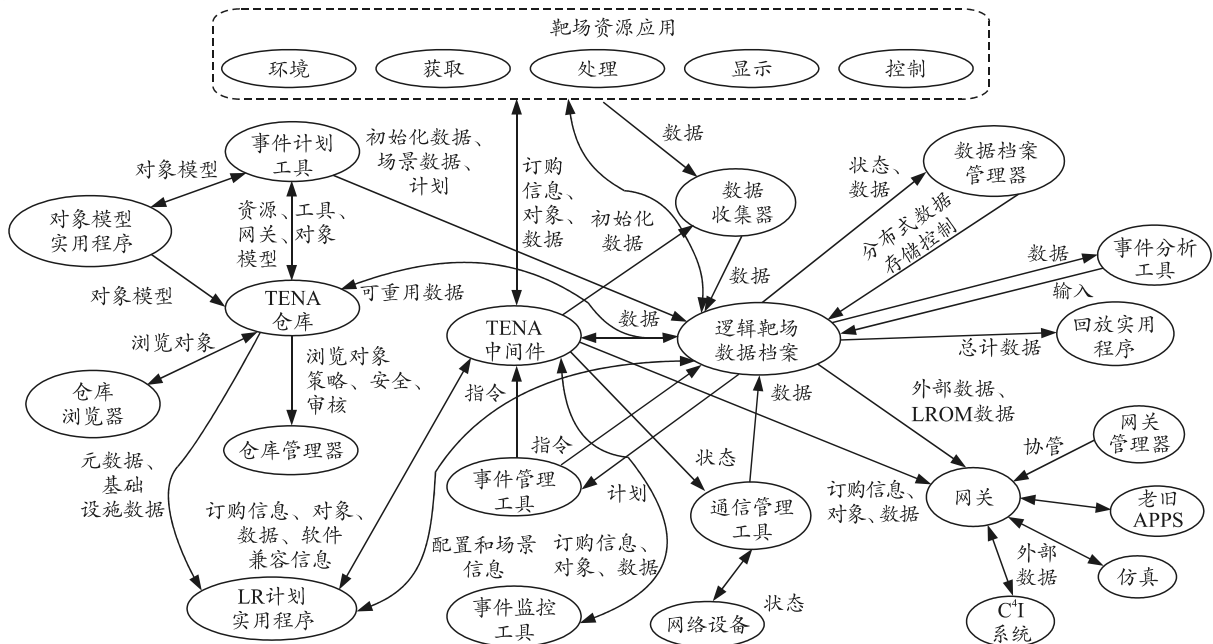 靶场资源应用
环境
获取
处理
显示
控制
事件计划
工具
初始化数据、
场景数据、
计划
数据
数据档案
管理器
状态、
数据
对象模型
订购
信息、
对象、
数据
数据
收集器
对象模型
实用程序
资源、工具、
网关、对象
模型
初始化
数据
分布式数据
存储控制
数据
事件分析
工具
对象模型
TENA
仓库
可重用数据
数据
输入
浏览对象
TENA
中间件
数据
逻辑靶场
数据档案
总计数据
回放实用
程序
仓库
浏览器
浏览对象
策略、安全、
审核
指令
数据
外部数据、
LROM数据
网关
管理器
仓库管理器
指令
协管
元数据、
基础
设施数据
事件管理
工具
计划
状态
通信管理
工具
订购信息、
对象、数据
网关
老旧
APPS
订购信息、对象、
数据、软件
兼容信息
配置和场景
信息
订购信息、
对象、数据
外部
数据
仿真
LR计划
实用程序
事件监控
工具
网络设备
状态
C⁴I
系统